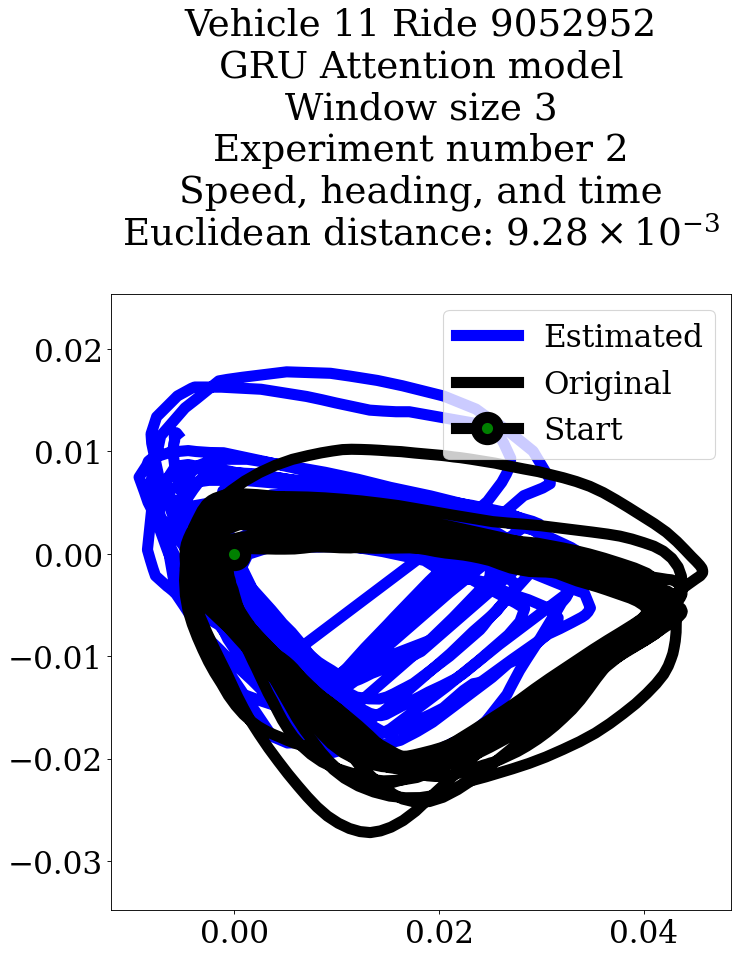 Vehicle 11 Ride 9052952
GRU Attention model
Window size 3
Experiment number 2
Speed, heading, and time
Euclidean distance: 9.28 × 10⁻³
Estimated
Original
Start
0.02
0.01
0.00
−0.01
−0.02
−0.03
0.00 0.02 0.04